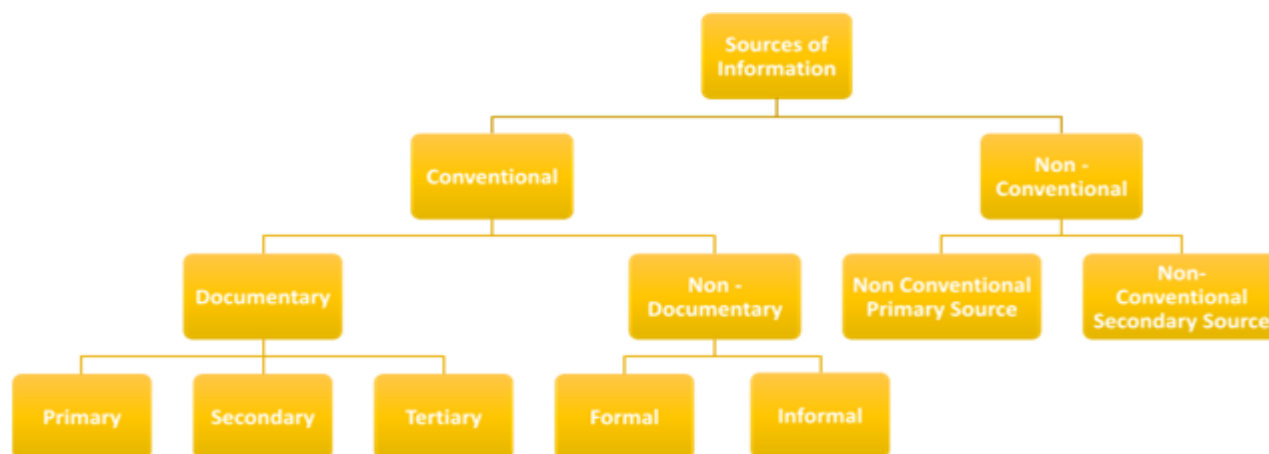 Sources of
Information
Conventional
Non -
Conventional
Documentary
Non -
Documentary
Non Conventional
Primary Source
Non-
Conventional
Secondary Source
Primary
Secondary
Tertiary
Formal
Informal